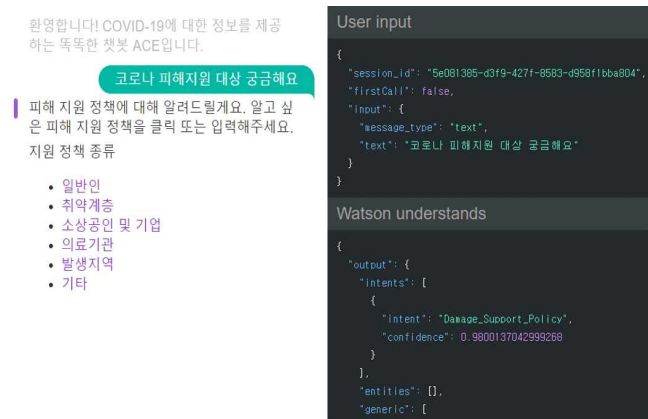 환영합니다! COVID-19에 대한 정보를 제공
하는 똑똑한 챗봇 ACE입니다.
코로나 피해지원 대상 궁금해요
피해 지원 정책에 대해 알려드릴게요. 알고 싶
은 피해 지원 정책을 클릭 또는 입력해주세요.
지원 정책 종류
• 일반인
• 취약계층
• 소상공인 및 기업
• 의료기관
• 발생지역
• 기타
User input
{
"session_id": "5e081385-d3f9-427f-8583-d958f1bba804",
"firstCall": false,
"input": {
"message_type": "text",
"text": "코로나 피해지원 대상 궁금해요"
}
}
Watson understands
{
"output": {
"intents": [
{
"intent": "Damage_Support_Policy",
"confidence": 0.9800137042999268
}
],
"entities": [],
"generic": [